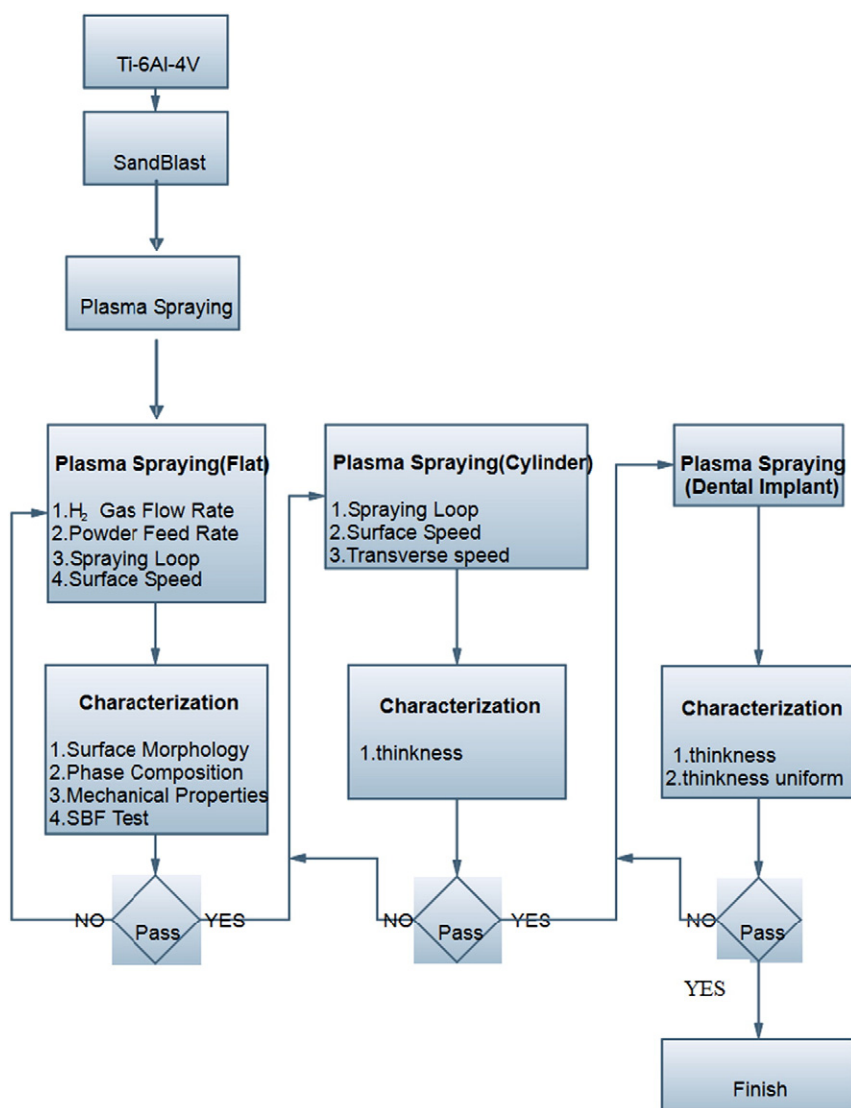 Ti-6Al-4V
SandBlast
Plasma Spraying
Plasma Spraying(Flat)
1.H₂ Gas Flow Rate
2.Powder Feed Rate
3.Spraying Loop
4.Surface Speed
Characterization
1.Surface Morphology
2.Phase Composition
3.Mechanical Properties
4.SBF Test
NO
Pass
YES
Plasma Spraying(Cylinder)
1.Spraying Loop
2.Surface Speed
3.Transverse speed
Characterization
1.thinkness
NO
Pass
YES
Plasma Spraying
(Dental Implant)
Characterization
1.thinkness
2.thinkness uniform
NO
Pass
YES
Finish